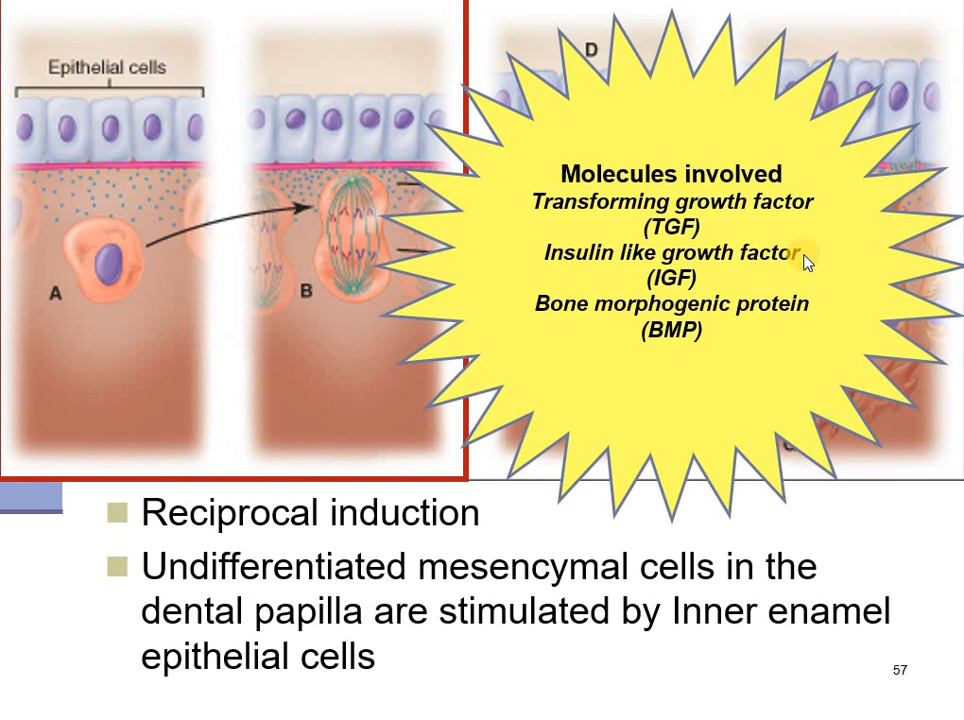 Epithelial cells
D
A
B
Molecules involved
Transforming growth factor
(TGF)
Insulin like growth factor
(IGF)
Bone morphogenic protein
(BMP)
Reciprocal induction
Undifferentiated mesencymal cells in the
dental papilla are stimulated by Inner enamel
epithelial cells
57